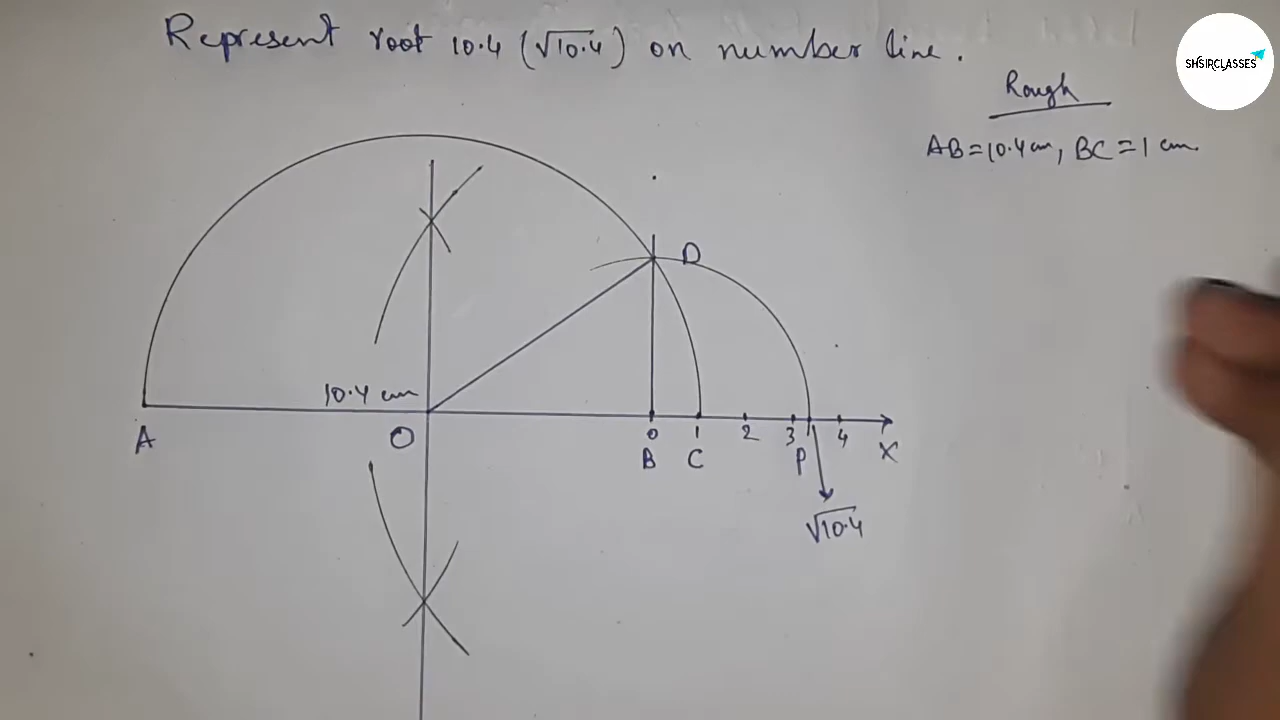 Represent root 10.4 (√10.4) on number line.
SHSIRCLASSES
Rough
AB=10.4 cm, BC=1 cm.
D
10.4 cm
A
O
0 1 2 3 4
B C P X
√10.4